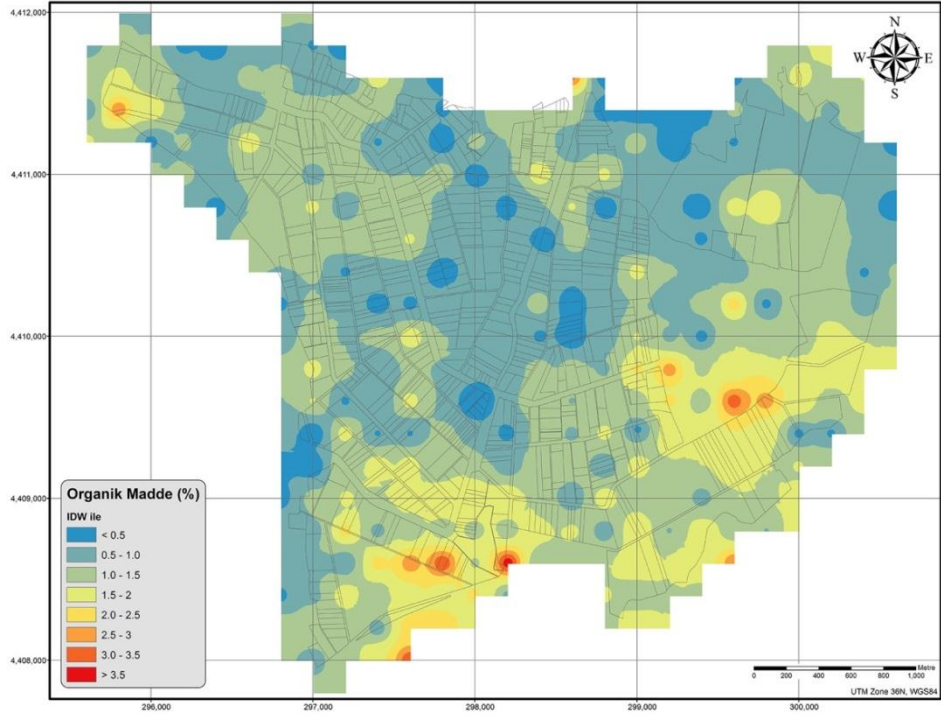 4,412,000
N
W
E
S
4,411,000
4,410,000
4,409,000
Organik Madde (%)
IDW ile
< 0.5
0.5 - 1.0
1.0 - 1.5
1.5 - 2
2.0 - 2.5
2.5 - 3
3.0 - 3.5
> 3.5
4,408,000
Metre
0 200 400 600 800 1,000
UTM Zone 36N, WGS84
296,000 297,000 298,000 299,000 300,000